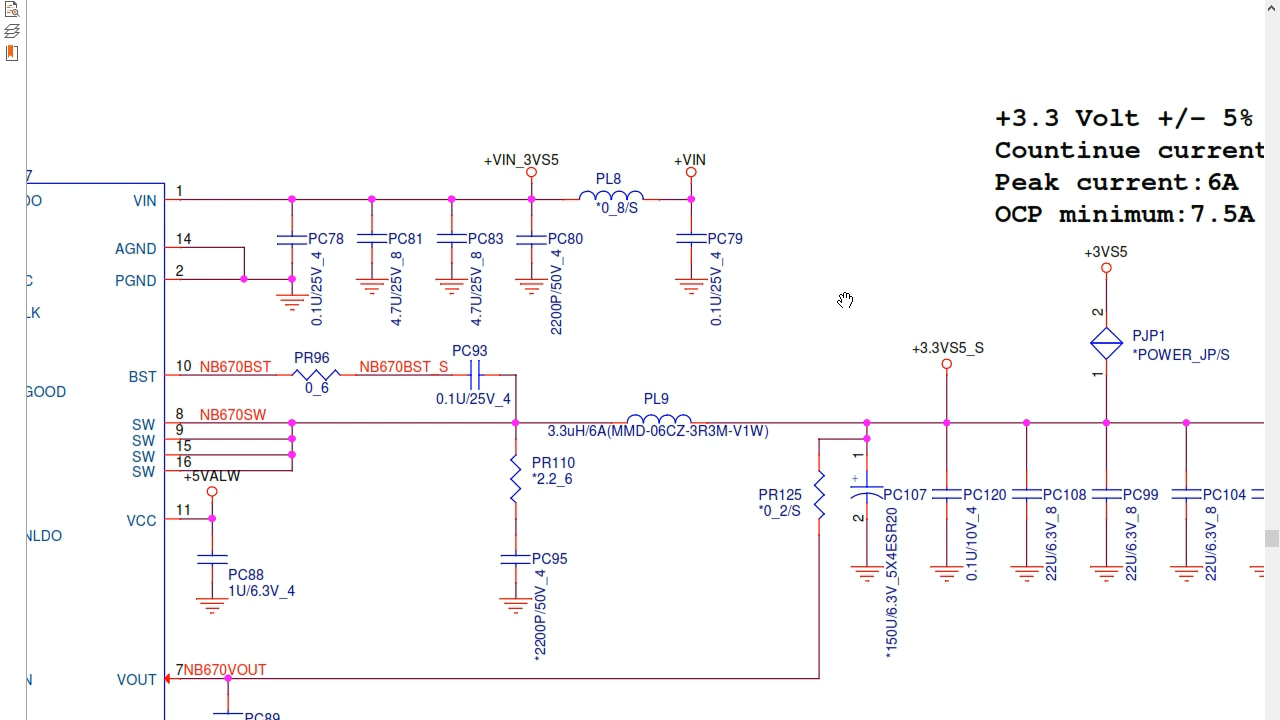 +3.3 Volt +/- 5%
Countinue current
Peak current:6A
OCP minimum:7.5A
+VIN_3VS5
+VIN
PL8
*0_8/S
7
DO
VIN
1
AGND
14
PGND
2
PC78
0.1U/25V_4
PC81
4.7U/25V_8
PC83
4.7U/25V_8
PC80
2200P/50V_4
PC79
0.1U/25V_4
+3VS5
2
PJP1
*POWER_JP/S
1
C
LK
GOOD
BST
10
NB670BST
PR96
0_6
NB670BST_S
PC93
0.1U/25V_4
+3.3VS5_S
SW
8
NB670SW
SW
9
SW
15
SW
16
PL9
3.3uH/6A(MMD-06CZ-3R3M-V1W)
+5VALW
VCC
11
PC88
1U/6.3V_4
PR110
*2.2_6
PC95
*2200P/50V_4
PR125
*0_2/S
1
+
2
PC107
*150U/6.3V_5X4ESR20
PC120
0.1U/10V_4
PC108
22U/6.3V_8
PC99
22U/6.3V_8
PC104
22U/6.3V_8
NLDO
N
VOUT
7
NB670VOUT
PC89